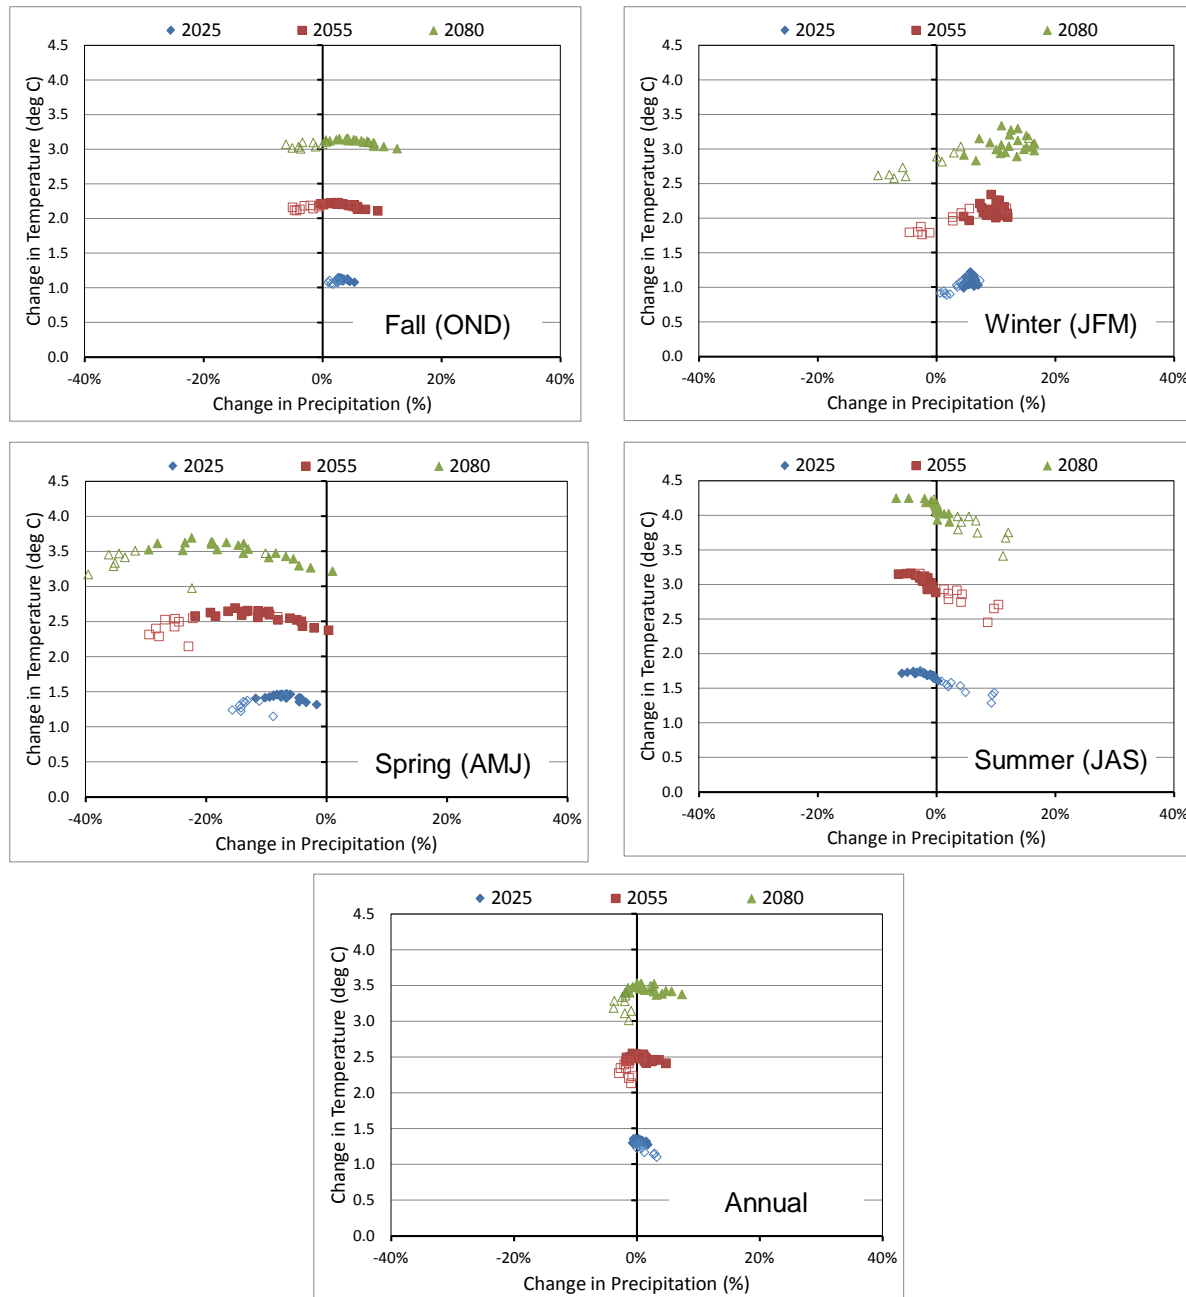 2025 2055 2080
4.5
4.0
3.5
3.0
2.5
2.0
1.5
1.0
0.5
0.0
Change in Temperature (deg C)
Fall (OND)
-40% -20% 0% 20% 40%
Change in Precipitation (%)
2025 2055 2080
4.5
4.0
3.5
3.0
2.5
2.0
1.5
1.0
0.5
0.0
Change in Temperature (deg C)
Winter (JFM)
-40% -20% 0% 20% 40%
Change in Precipitation (%)
2025 2055 2080
4.5
4.0
3.5
3.0
2.5
2.0
1.5
1.0
0.5
0.0
Change in Temperature (deg C)
Spring (AMJ)
-40% -20% 0% 20% 40%
Change in Precipitation (%)
2025 2055 2080
4.5
4.0
3.5
3.0
2.5
2.0
1.5
1.0
0.5
0.0
Change in Temperature (deg C)
Summer (JAS)
-40% -20% 0% 20% 40%
Change in Precipitation (%)
2025 2055 2080
4.5
4.0
3.5
3.0
2.5
2.0
1.5
1.0
0.5
0.0
Change in Temperature (deg C)
Annual
-40% -20% 0% 20% 40%
Change in Precipitation (%)